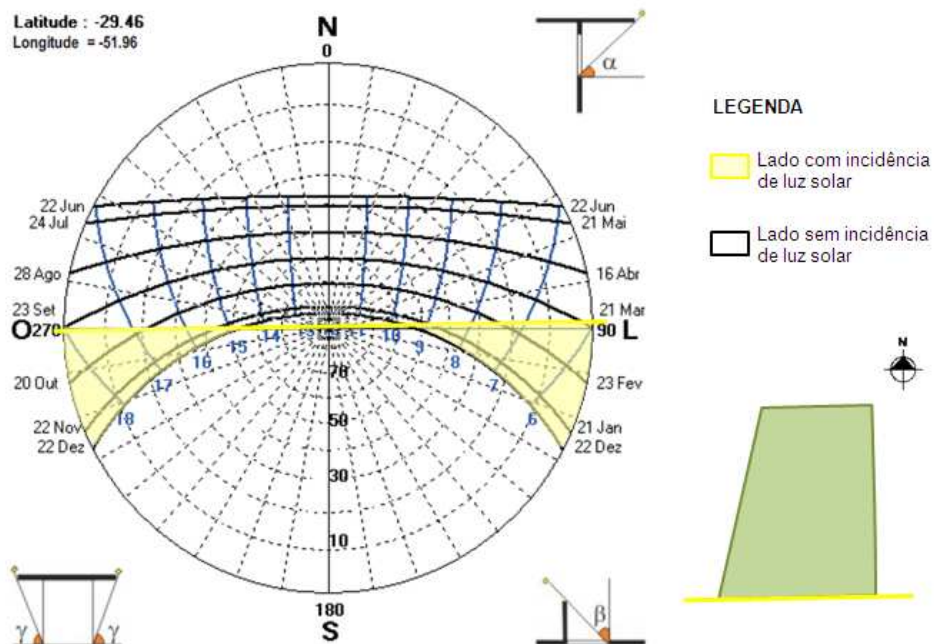 Latitude : -29.46
Longitude = -51.96
N
0
α
LEGENDA
Lado com incidência
de luz solar
Lado sem incidência
de luz solar
22 Jun
24 Jul
28 Ago
23 Set
O 270
20 Out
22 Nov
22 Dez
22 Jun
21 Mai
16 Abr
21 Mar
90 L
23 Fev
21 Jan
22 Dez
18
17
16
15
14
10
9
8
7
6
70
50
30
10
180
S
N
γ
γ
β